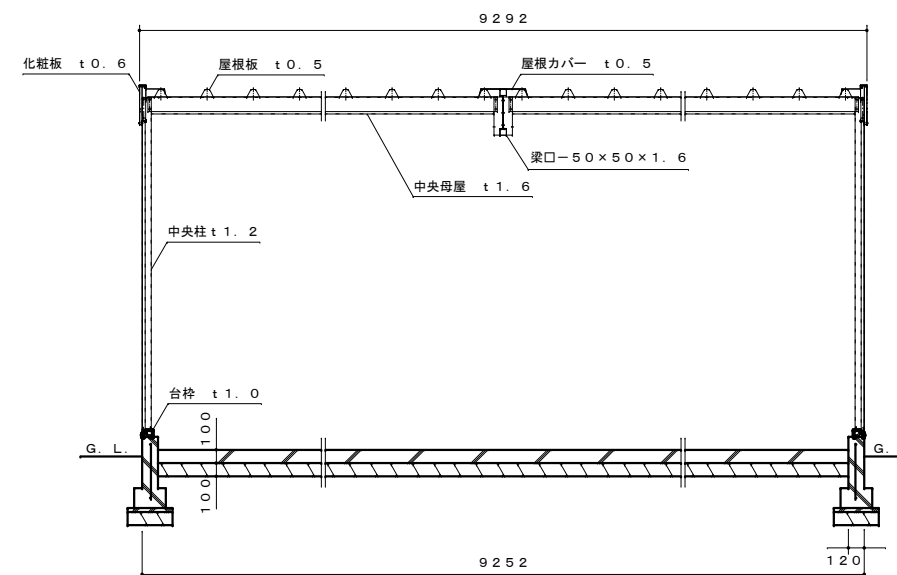 ９２９２
化粧板　ｔ０．６
屋根板　ｔ０．５
屋根カバー　ｔ０．５
梁口－５０×５０×１．６
中央母屋　ｔ１．６
中央柱ｔ１．２
台枠　ｔ１．０
１００
Ｇ．Ｌ．
Ｇ．
１００
１２０
９２５２